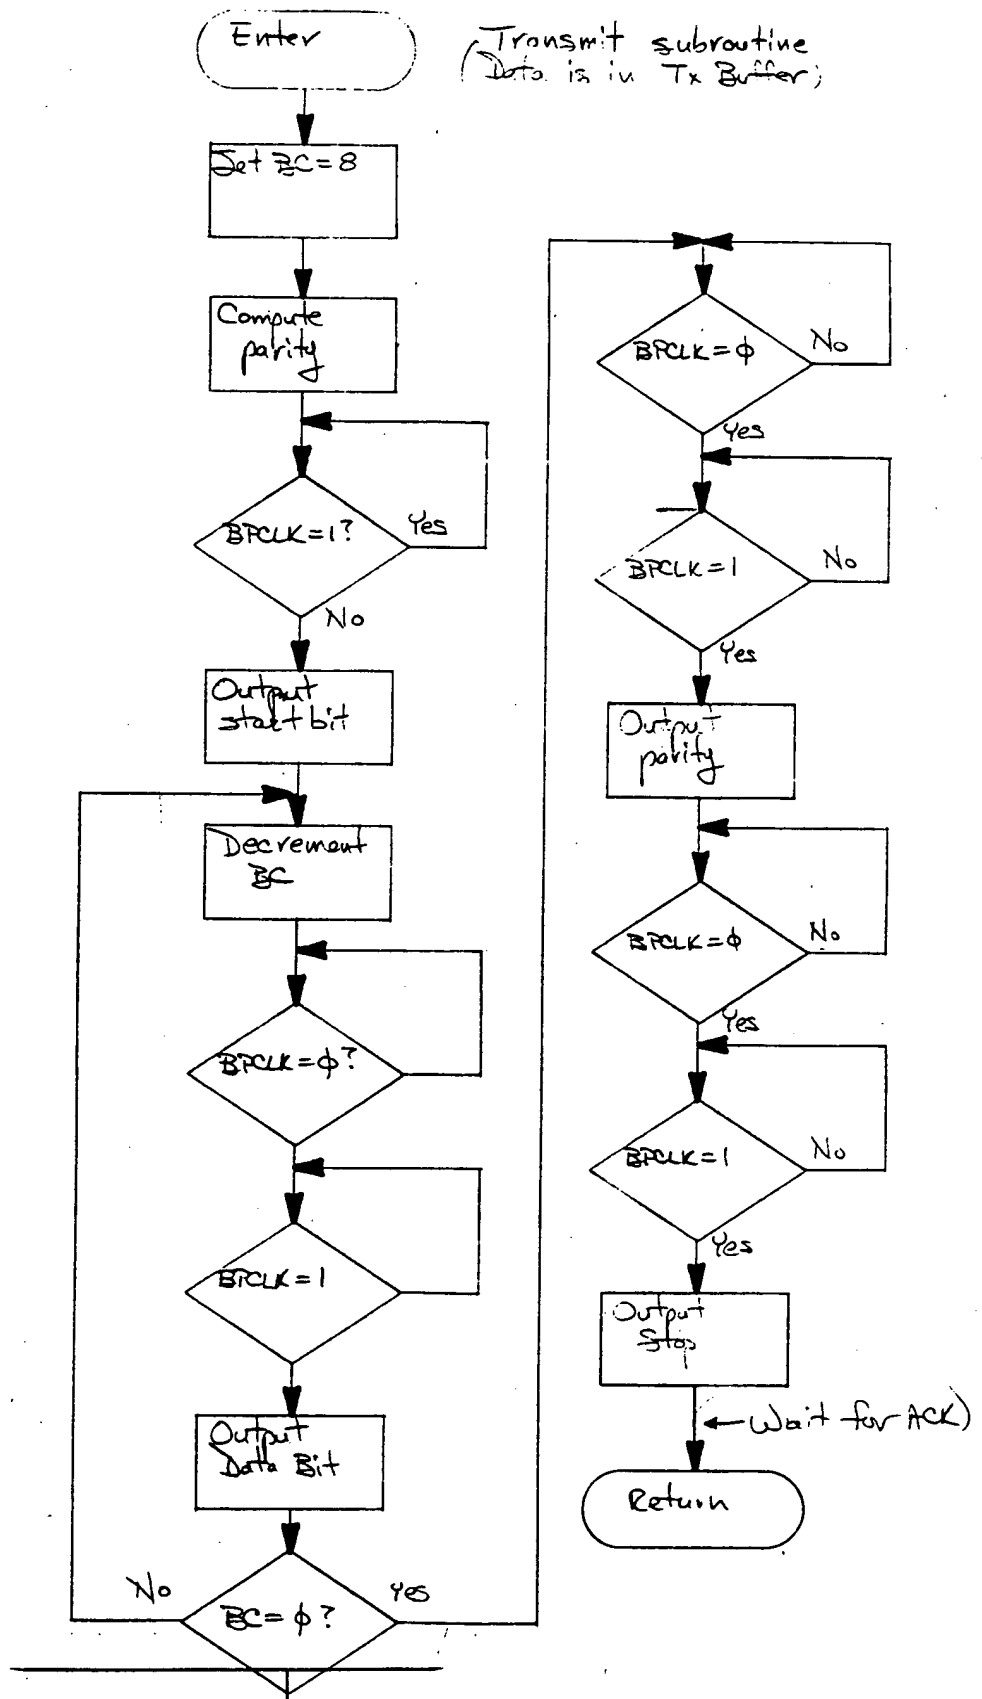 Enter
(Transmit subroutine
Data is in Tx Buffer;
Set BC=8
Compute
parity
BPCLK=1?
Yes
No
Output
start bit
Decrement
BC
BPCLK=ϕ?
BPCLK=1
Output
Data Bit
BC=ϕ?
No
Yes
BPCLK=ϕ
No
Yes
BPCLK=1
No
Yes
Output
parity
BPCLK=ϕ
No
Yes
BPCLK=1
No
Yes
Output
Stop
← Wait for ACK)
Return